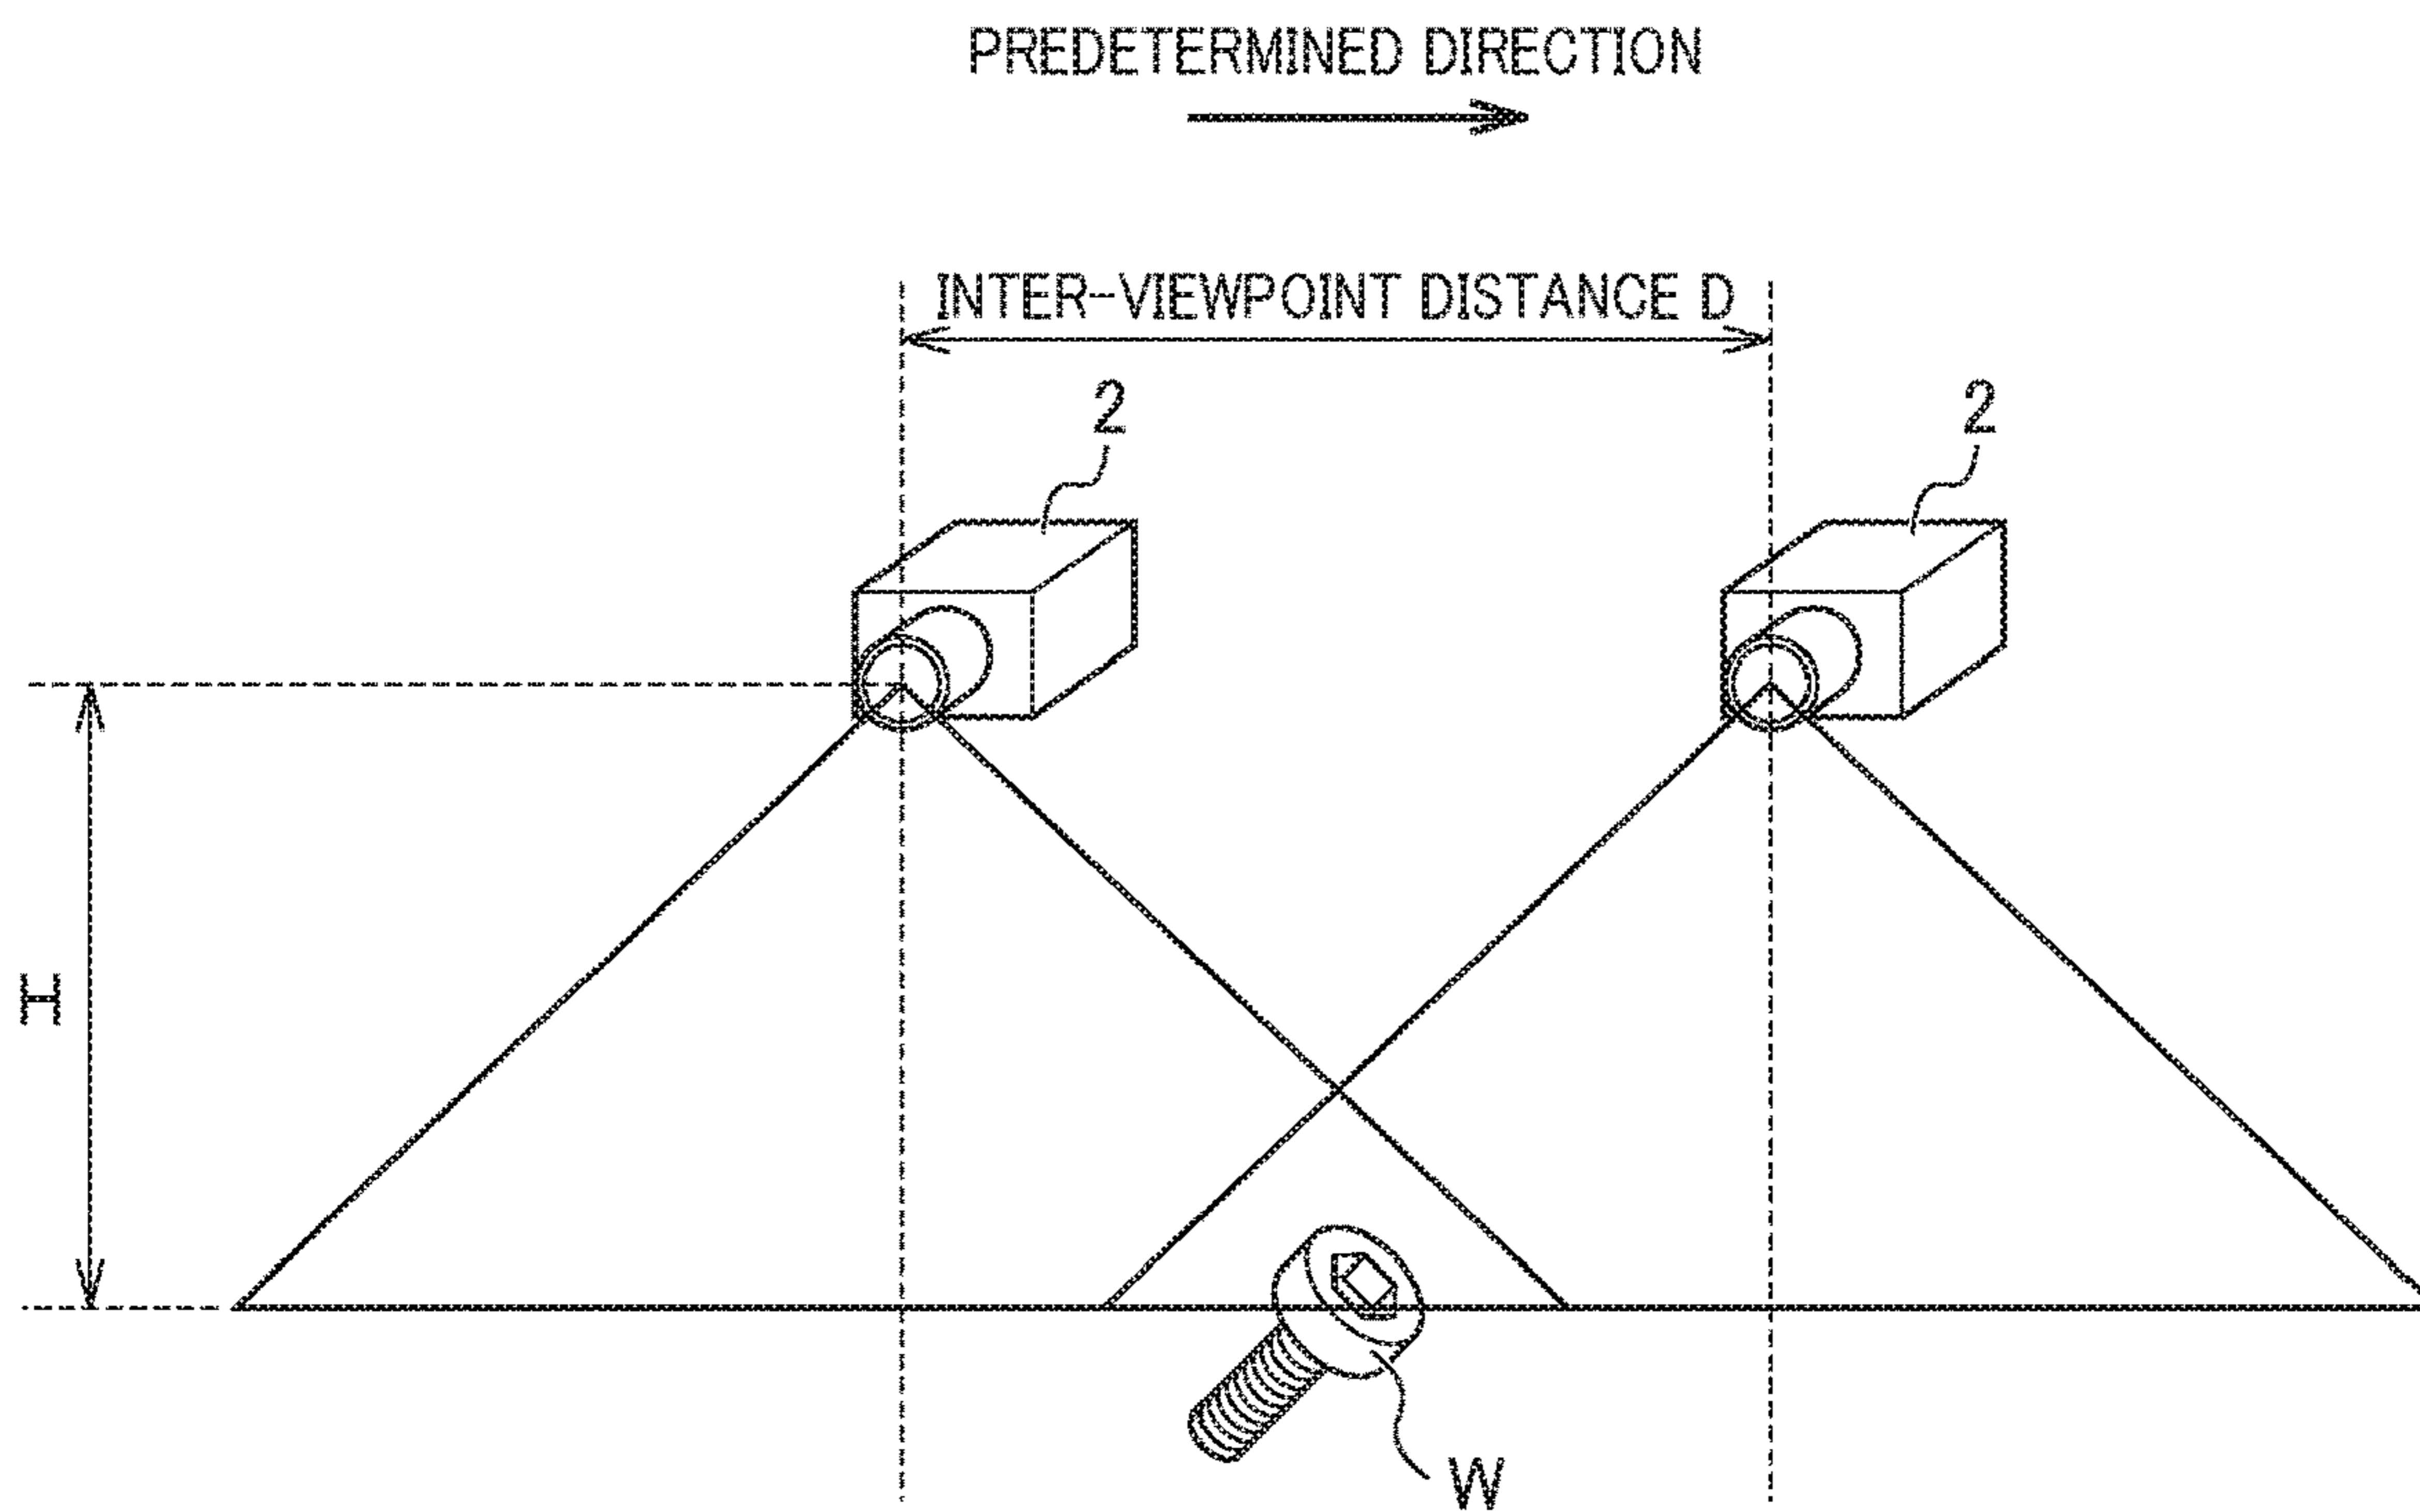 PREDETERMINED DIRECTION
INTER-VIEWPOINT DISTANCE D
2
2
H
W